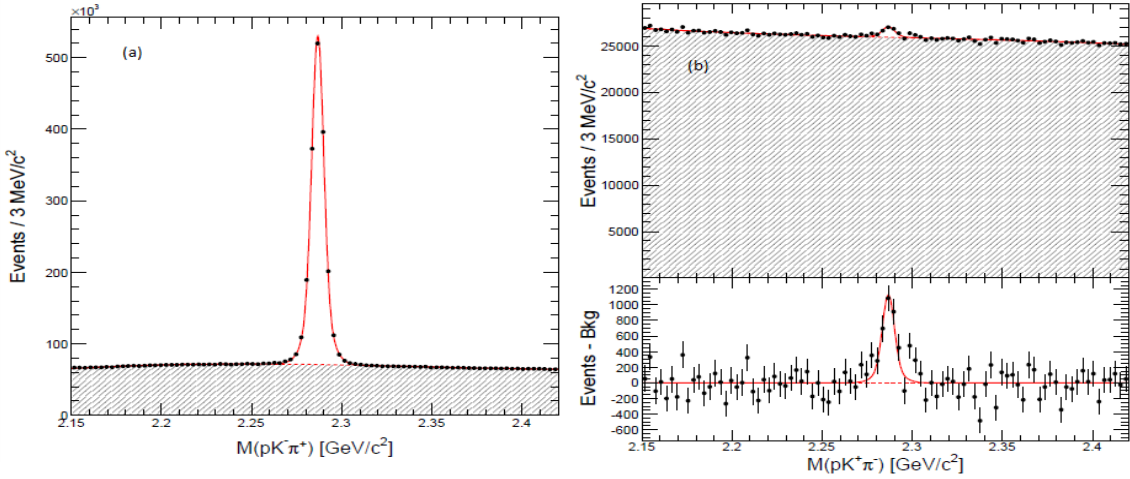 ×10³
(a)
500
400
300
200
100
0
Events / 3 MeV/c²
2.15 2.2 2.25 2.3 2.35 2.4
M(pK⁻π⁺) [GeV/c²]
(b)
25000
20000
15000
10000
5000
Events / 3 MeV/c²
1200
1000
800
600
400
200
0
-200
-400
-600
Events - Bkg
2.15 2.2 2.25 2.3 2.35 2.4
M(pK⁺π⁻) [GeV/c²]